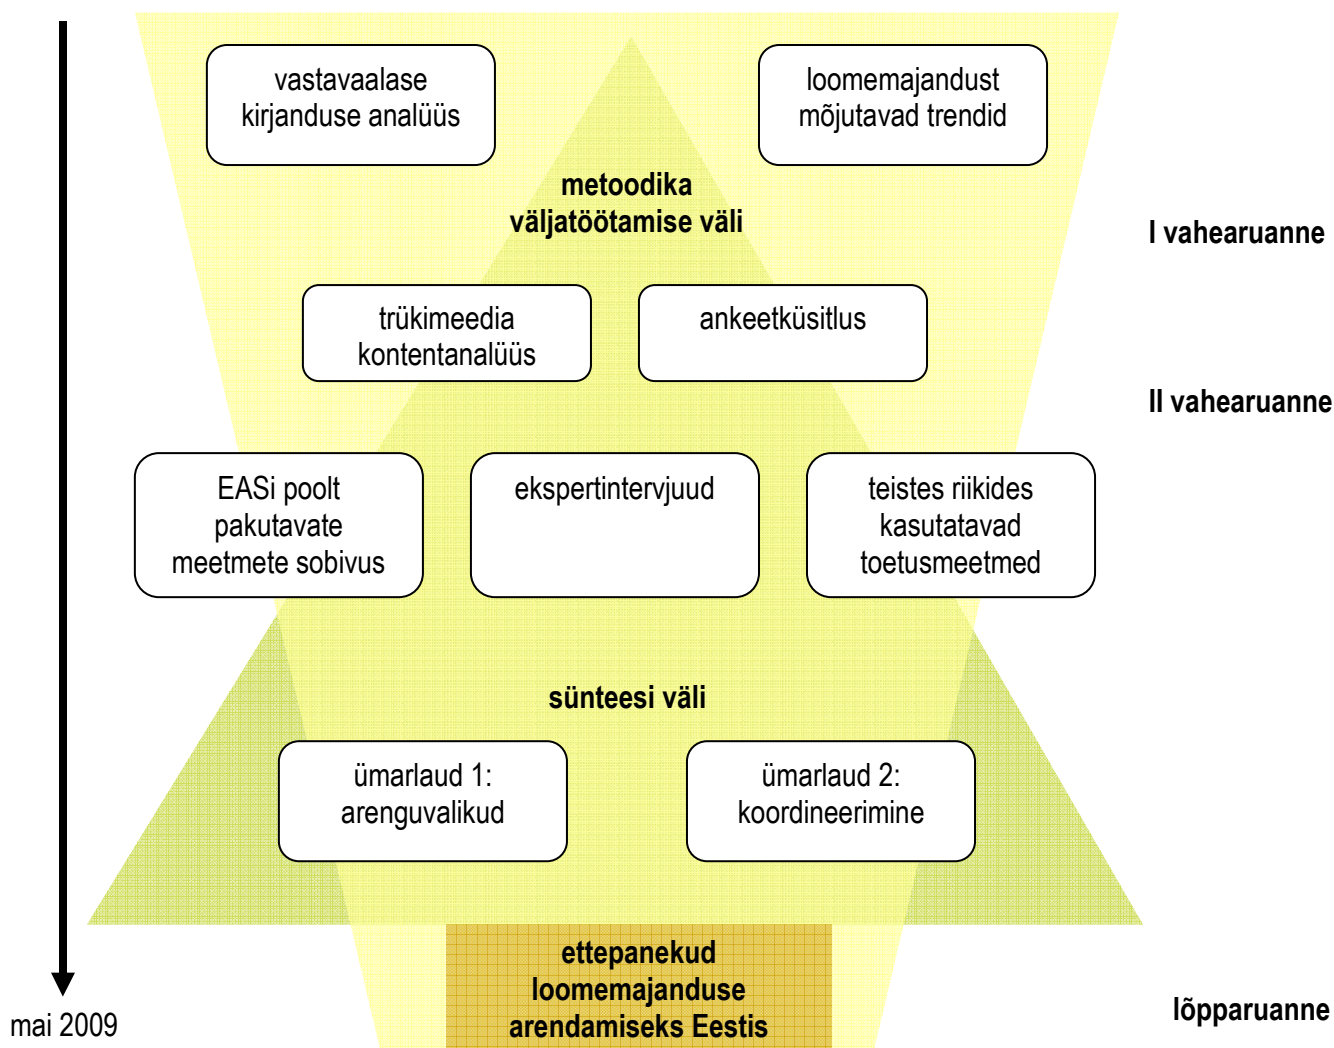 vastavaalase
kirjanduse analüüs
loomemajandust
mõjutavad trendid
metoodika
väljatöötamise väli
I vahearuanne
trükimeedia
kontentanalüüs
ankeetküsitlus
II vahearuanne
EASi poolt
pakutavate
meetmete sobivus
ekspertintervjuud
teistes riikides
kasutatavad
toetusmeetmed
sünteesi väli
ümarlaud 1:
arenguvalikud
ümarlaud 2:
koordineerimine
ettepanekud
loomemajanduse
arendamiseks Eestis
mai 2009
lõpparuanne